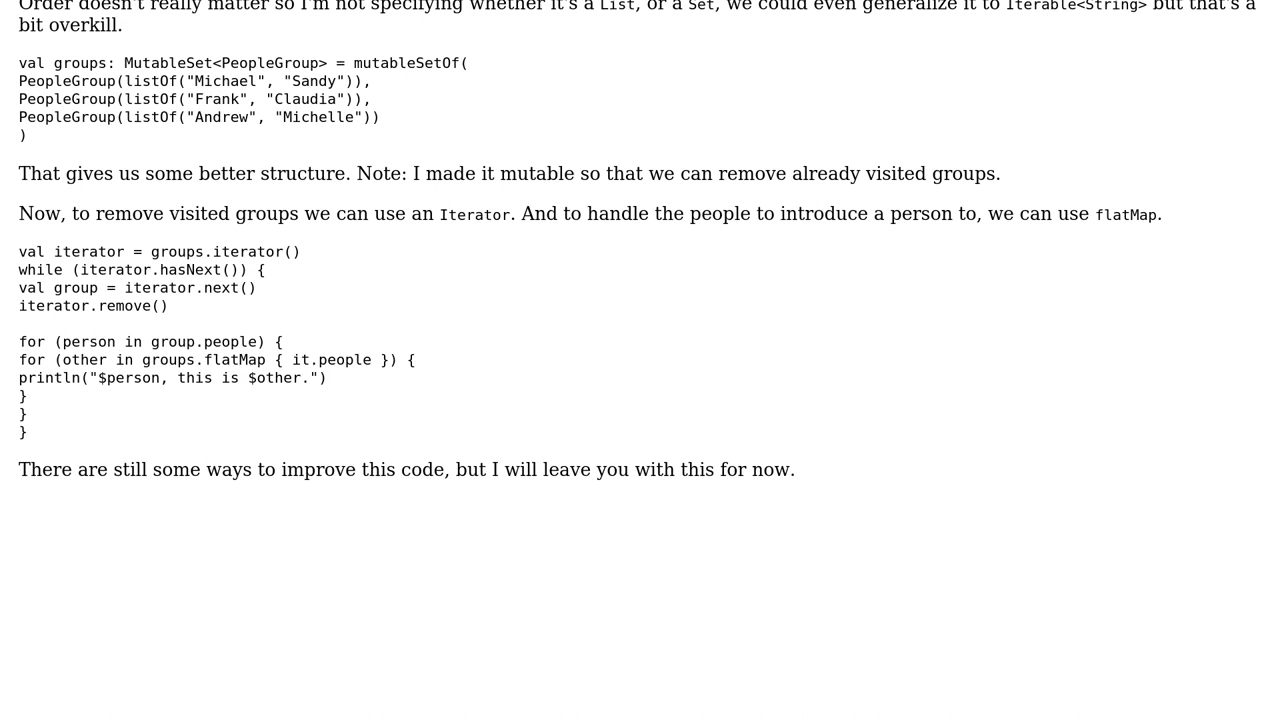 Order doesn't really matter so I'm not specifying whether it's a List, or a Set, we could even generalize it to Iterable<String> but that's a
bit overkill.
val groups: MutableSet<PeopleGroup> = mutableSetOf(
PeopleGroup(listOf("Michael", "Sandy")),
PeopleGroup(listOf("Frank", "Claudia")),
PeopleGroup(listOf("Andrew", "Michelle"))
)
That gives us some better structure. Note: I made it mutable so that we can remove already visited groups.
Now, to remove visited groups we can use an Iterator. And to handle the people to introduce a person to, we can use flatMap.
val iterator = groups.iterator()
while (iterator.hasNext()) {
val group = iterator.next()
iterator.remove()
for (person in group.people) {
for (other in groups.flatMap { it.people }) {
println("$person, this is $other.")
}
}
}
There are still some ways to improve this code, but I will leave you with this for now.